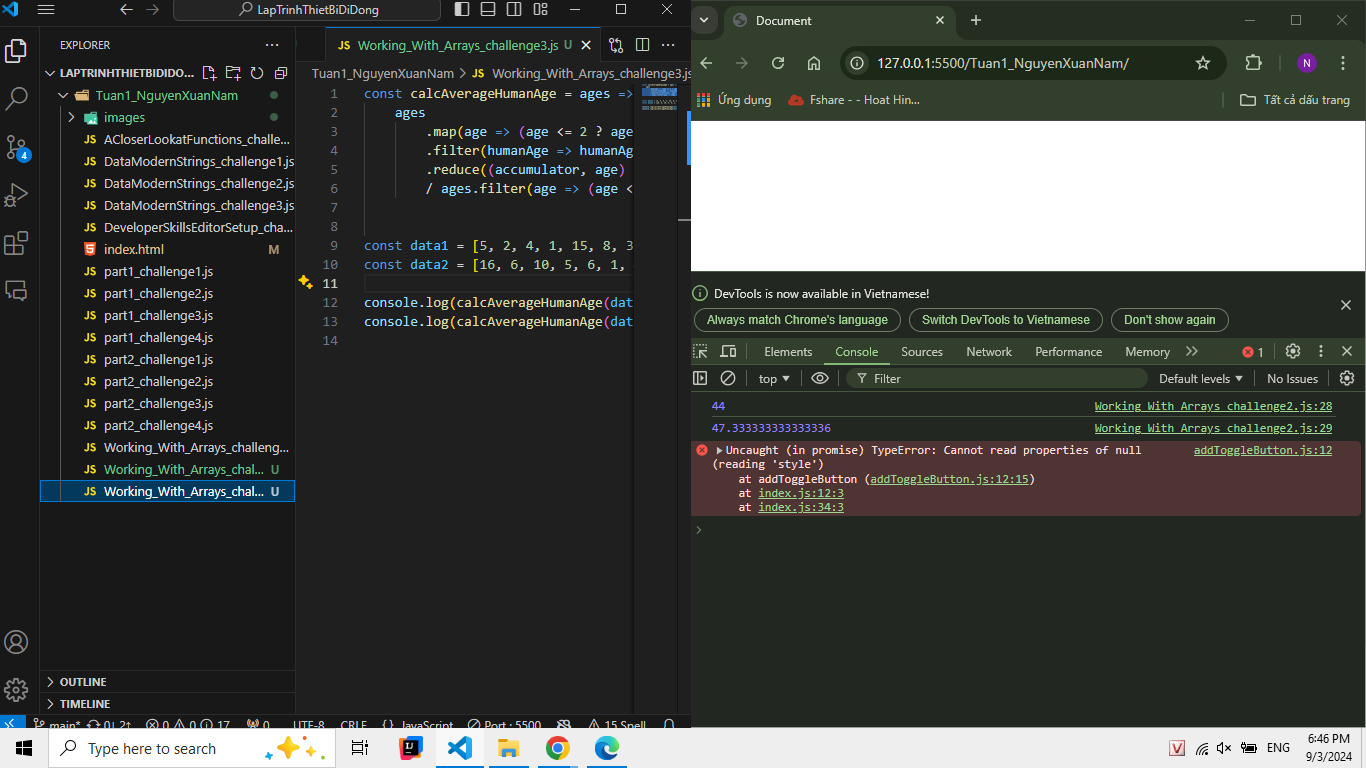 LapTrinhThietBiDiDong
EXPLORER
LAPTRINHTHIETBIDIDO...
Tuan1_NguyenXuanNam
images
ACloserLookatFunctions_challe...
DataModernStrings_challenge1.js
DataModernStrings_challenge2.js
DataModernStrings_challenge3.js
DeveloperSkillsEditorSetup_cha...
index.html M
part1_challenge1.js
part1_challenge2.js
part1_challenge3.js
part1_challenge4.js
part2_challenge1.js
part2_challenge2.js
part2_challenge3.js
part2_challenge4.js
Working_With_Arrays_challeng...
Working_With_Arrays_chal... U
Working_With_Arrays_chal... U
OUTLINE
TIMELINE
4
JS Working_With_Arrays_challenge3.js U
Tuan1_NguyenXuanNam > JS Working_With_Arrays_challenge3.js
1 const calcAverageHumanAge = ages =>
2 ages
3 .map(age => (age <= 2 ? age
4 .filter(humanAge => humanAg
5 .reduce((accumulator, age)
6 / ages.filter(age => (age <
7
8
9 const data1 = [5, 2, 4, 1, 15, 8, 3
10 const data2 = [16, 6, 10, 5, 6, 1,
11
12 console.log(calcAverageHumanAge(dat
13 console.log(calcAverageHumanAge(dat
14
main* 0↓ 2↑ 0 0 17 0 UTF-8 CRLF {} JavaScript Port : 5500 15 Spell
Document
127.0.0.1:5500/Tuan1_NguyenXuanNam/
N
Ứng dụng
Fshare - - Hoat Hin...
Tất cả dấu trang
DevTools is now available in Vietnamese!
Always match Chrome's language
Switch DevTools to Vietnamese
Don't show again
Elements Console Sources Network Performance Memory 1
top Filter Default levels No Issues
44 Working With Arrays challenge2.js:28
47.333333333333336 Working With Arrays challenge2.js:29
Uncaught (in promise) TypeError: Cannot read properties of null addToggleButton.js:12
(reading 'style')
at addToggleButton (addToggleButton.js:12:15)
at index.js:12:3
at index.js:34:3
Type here to search
ENG
6:46 PM
9/3/2024